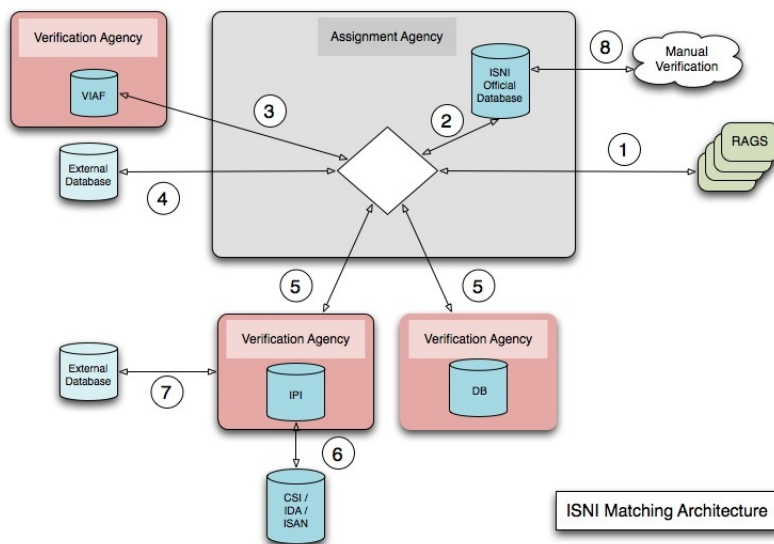 Verification Agency
VIAF
Assignment Agency
ISNI
Official
Database
8
Manual
Verification
3
2
1
RAGS
External
Database
4
5
5
Verification Agency
IPI
Verification Agency
DB
External
Database
7
6
CSI /
IDA /
ISAN
ISNI Matching Architecture